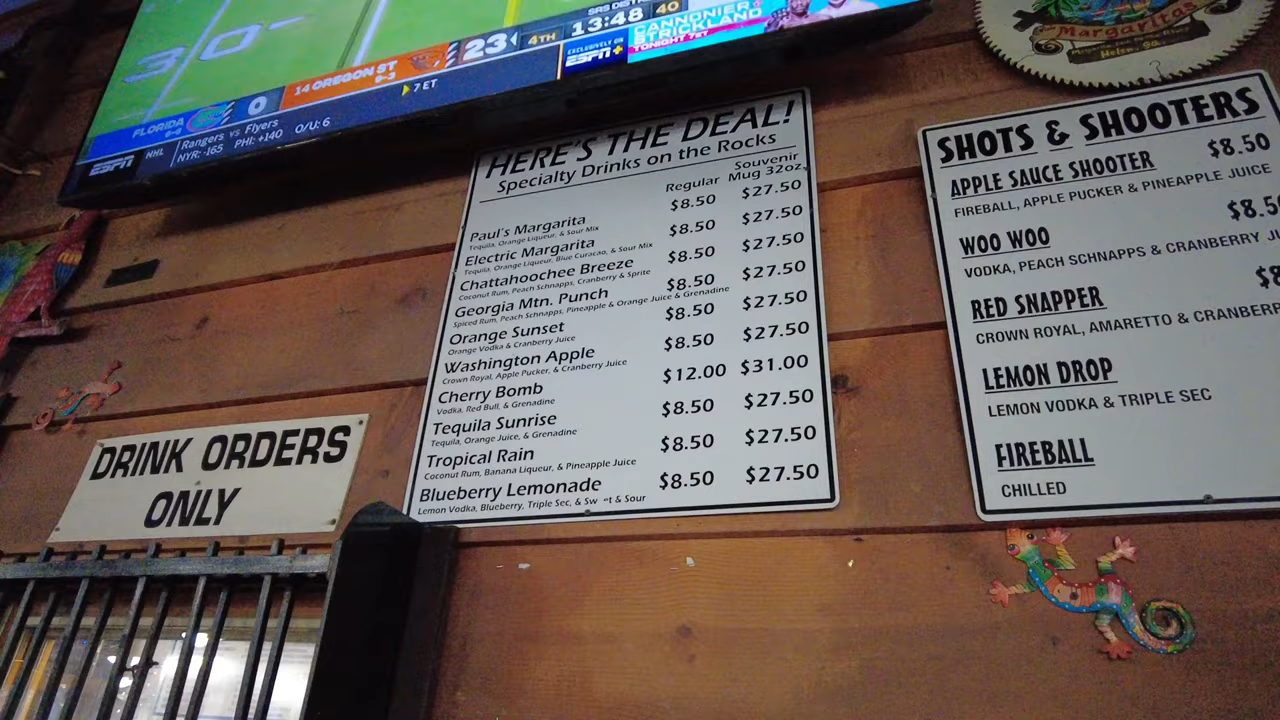 30
SRS DIST
FLORIDA
0
14 OREGON ST
23
4TH
13:48
40
EXCLUSIVELY ON
ESPN+
CANNONIER
STRICKLAND
TONIGHT 7ET
7 ET
ESPN
NHL
Rangers vs Flyers
NYR: -165 PHI: +140 O/U: 6
Margaritas
Helen, Ga.
HERE'S THE DEAL!
Specialty Drinks on the Rocks
Regular Souvenir
Mug 32oz.
Paul's Margarita $8.50 $27.50
Tequila, Orange Liqueur, & Sour Mix
Electric Margarita $8.50 $27.50
Tequila, Orange Liqueur, Blue Curacao, & Sour Mix
Chattahoochee Breeze $8.50 $27.50
Coconut Rum, Peach Schnapps, Cranberry & Sprite
Georgia Mtn. Punch $8.50 $27.50
Spiced Rum, Peach Schnapps, Pineapple & Orange Juice & Grenadine
Orange Sunset $8.50 $27.50
Orange Vodka & Cranberry Juice
Washington Apple $8.50 $27.50
Crown Royal, Apple Pucker, & Cranberry Juice
Cherry Bomb $12.00 $31.00
Vodka, Red Bull, & Grenadine
Tequila Sunrise $8.50 $27.50
Tequila, Orange Juice, & Grenadine
Tropical Rain $8.50 $27.50
Coconut Rum, Banana Liqueur, & Pineapple Juice
Blueberry Lemonade $8.50 $27.50
Lemon Vodka, Blueberry, Triple Sec, & Sw et & Sour
SHOTS & SHOOTERS
APPLE SAUCE SHOOTER $8.50
FIREBALL, APPLE PUCKER & PINEAPPLE JUICE
WOO WOO $8.50
VODKA, PEACH SCHNAPPS & CRANBERRY JU
RED SNAPPER $8
CROWN ROYAL, AMARETTO & CRANBERR
LEMON DROP
LEMON VODKA & TRIPLE SEC
FIREBALL
CHILLED
DRINK ORDERS
ONLY